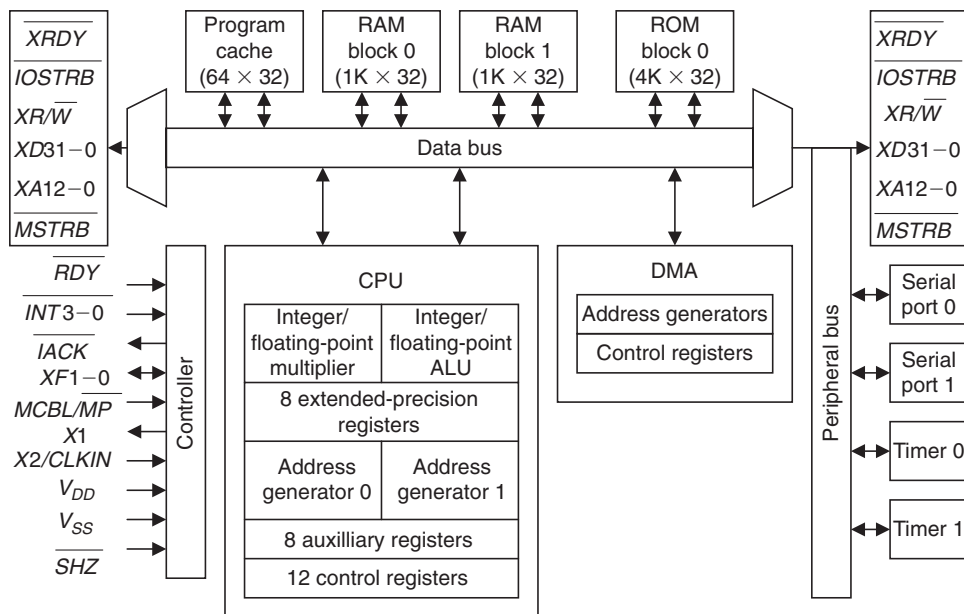 XRDY
IOSTRB
XR/W
XD31−0
XA12−0
MSTRB
Program
cache
(64 × 32)
RAM
block 0
(1K × 32)
RAM
block 1
(1K × 32)
ROM
block 0
(4K × 32)
XRDY
IOSTRB
XR/W
XD31−0
XA12−0
MSTRB
Data bus
RDY
INT3−0
IACK
XF1−0
MCBL/MP
X1
X2/CLKIN
VDD
VSS
SHZ
Controller
CPU
Integer/
floating-point
multiplier
Integer/
floating-point
ALU
8 extended-precision
registers
Address
generator 0
Address
generator 1
8 auxilliary registers
12 control registers
DMA
Address generators
Control registers
Peripheral bus
Serial
port 0
Serial
port 1
Timer 0
Timer 1